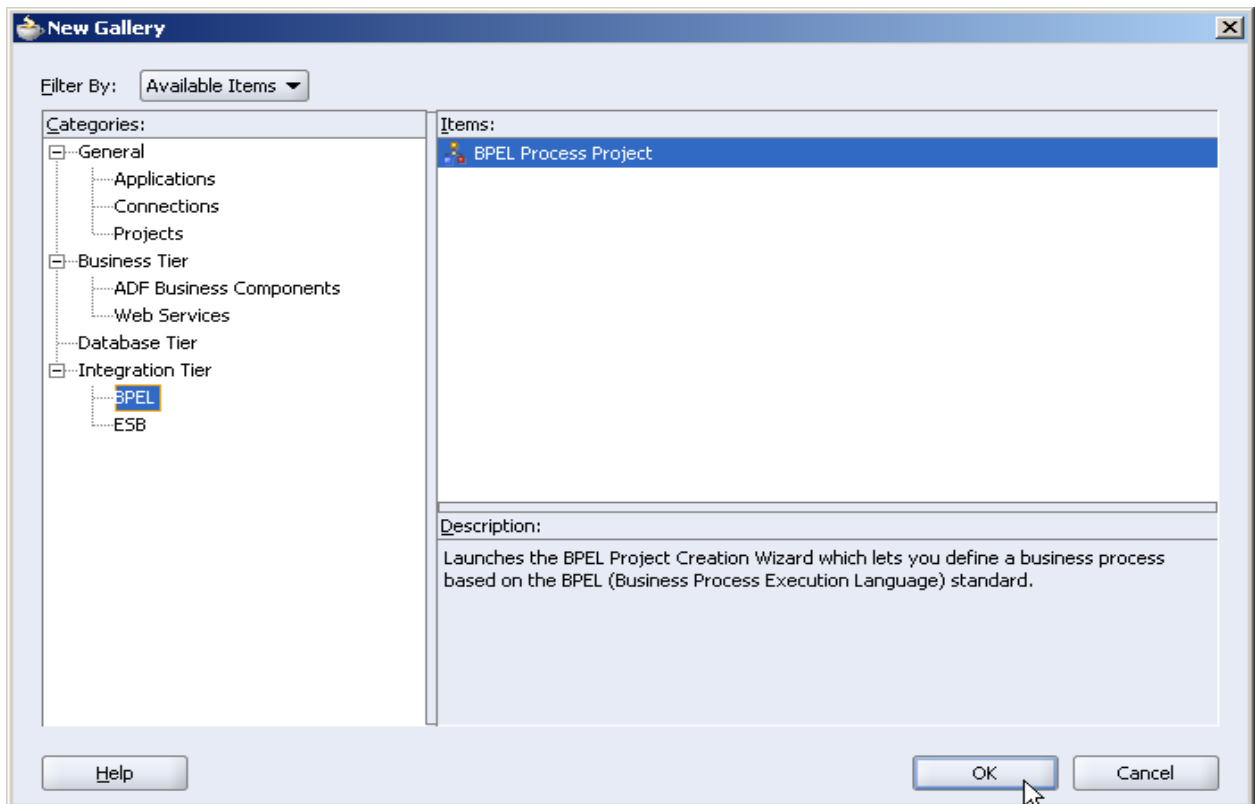 New Gallery
Filter By: Available Items
Categories:
General
Applications
Connections
Projects
Business Tier
ADF Business Components
Web Services
Database Tier
Integration Tier
BPEL
ESB
Items:
BPEL Process Project
Description:
Launches the BPEL Project Creation Wizard which lets you define a business process
based on the BPEL (Business Process Execution Language) standard.
Help
OK
Cancel